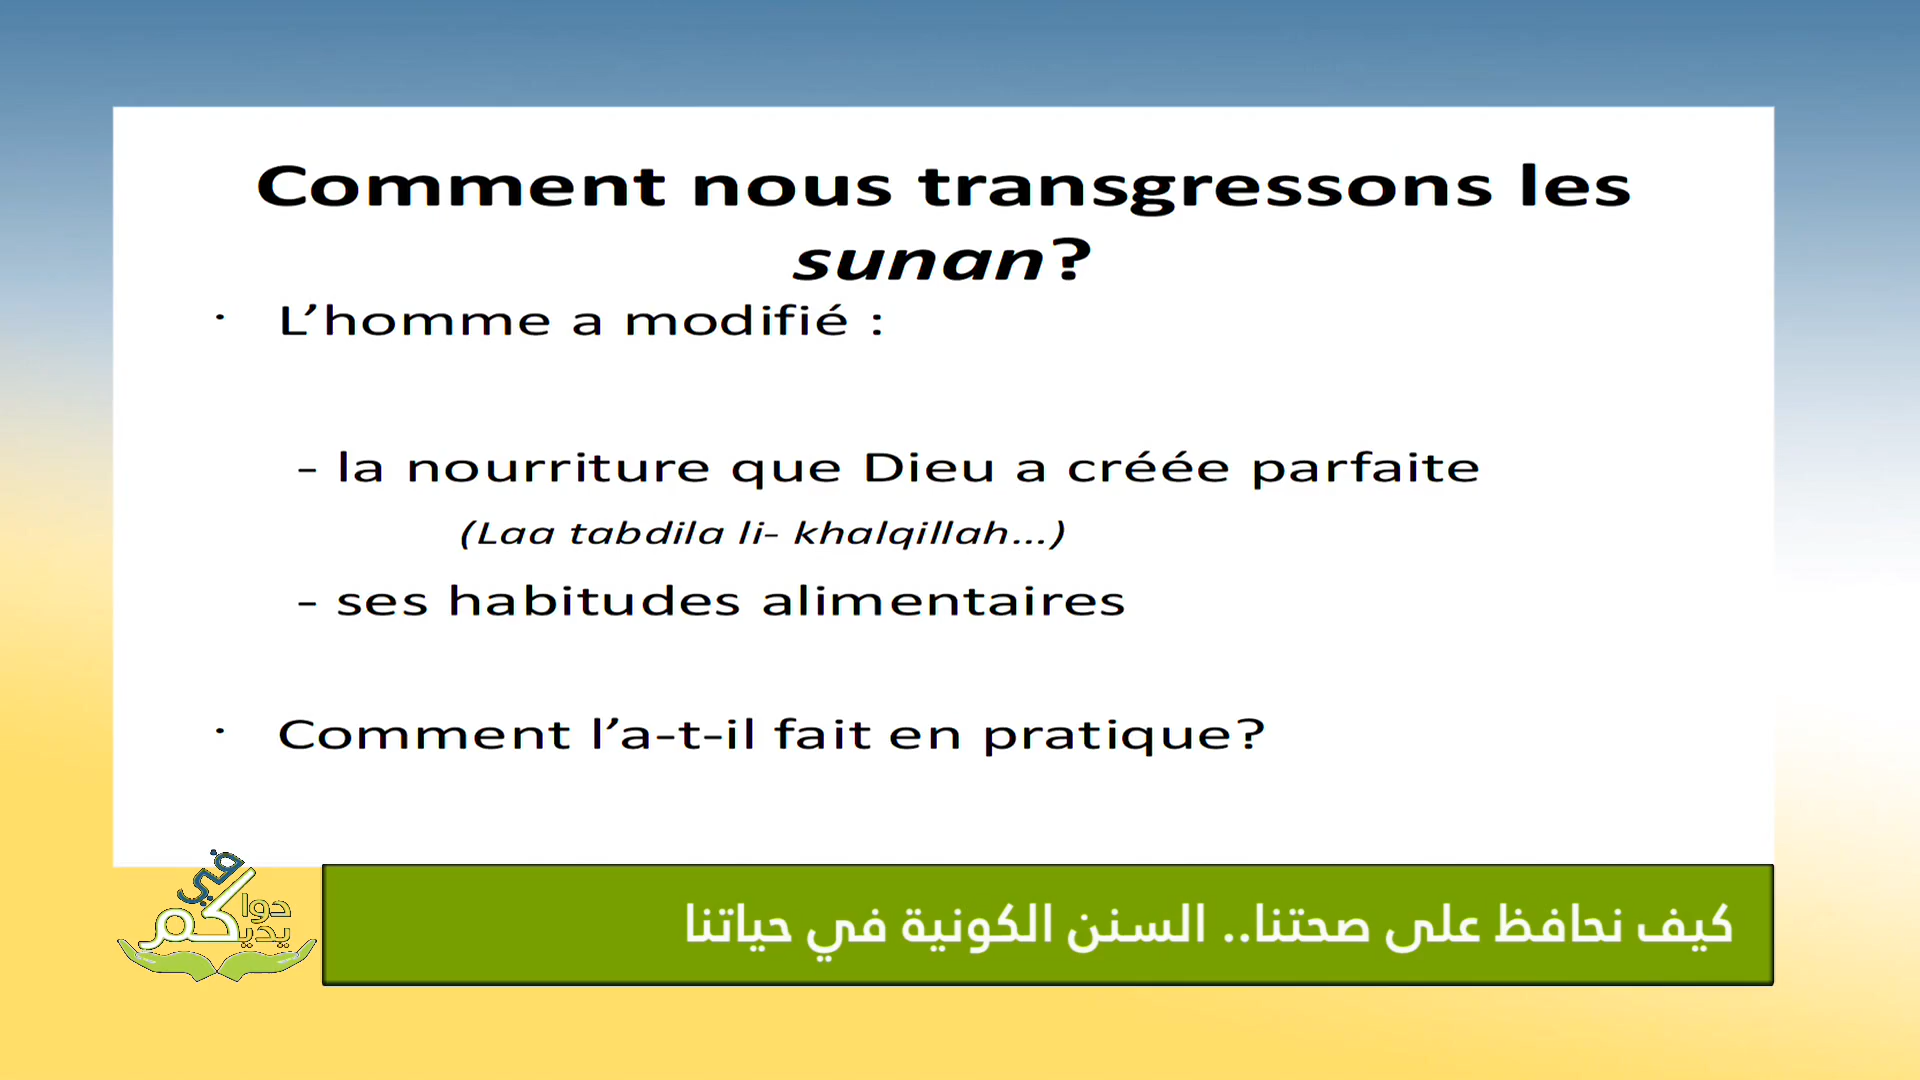 Comment nous transgressons les
sunan?
· L’homme a modifié :
- la nourriture que Dieu a créée parfaite
(Laa tabdila li- khalqillah...)
- ses habitudes alimentaires
· Comment l’a-t-il fait en pratique?
دواكم في يديكم
كيف نحافظ على صحتنا.. السنن الكونية في حياتنا